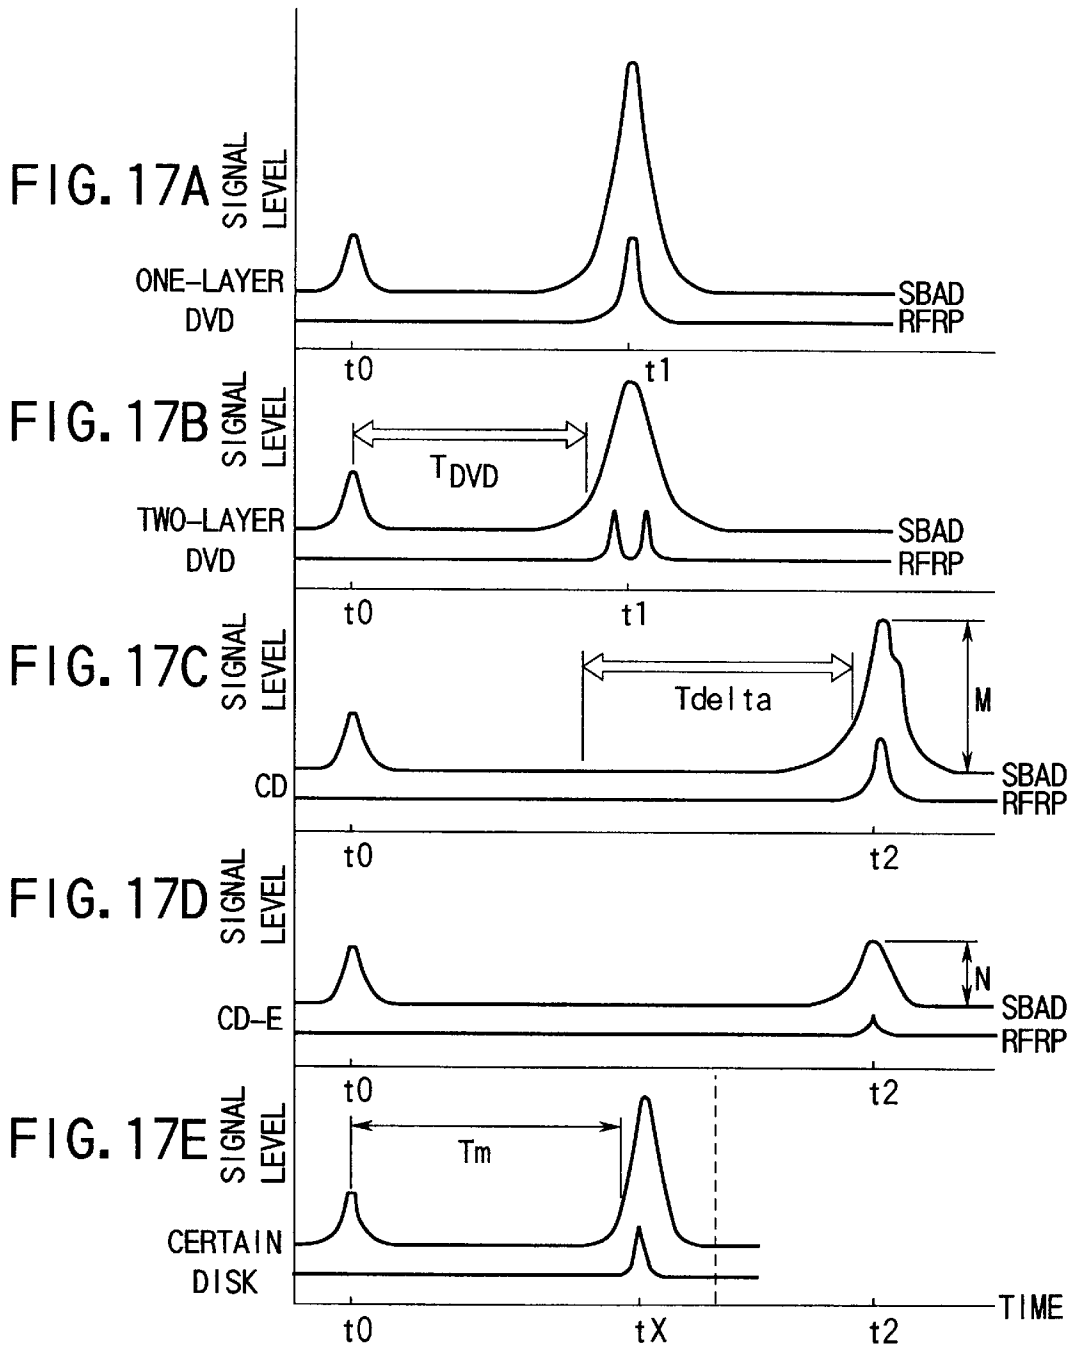 FIG. 17A
SIGNAL LEVEL
ONE-LAYER
DVD
SBAD
RFRP
t0
t1
FIG. 17B
SIGNAL LEVEL
TDVD
TWO-LAYER
DVD
SBAD
RFRP
t0
t1
FIG. 17C
SIGNAL LEVEL
Tdelta
M
CD
SBAD
RFRP
t0
t2
FIG. 17D
SIGNAL LEVEL
N
CD-E
SBAD
RFRP
t0
t2
FIG. 17E
SIGNAL LEVEL
Tm
CERTAIN
DISK
TIME
t0
tX
t2